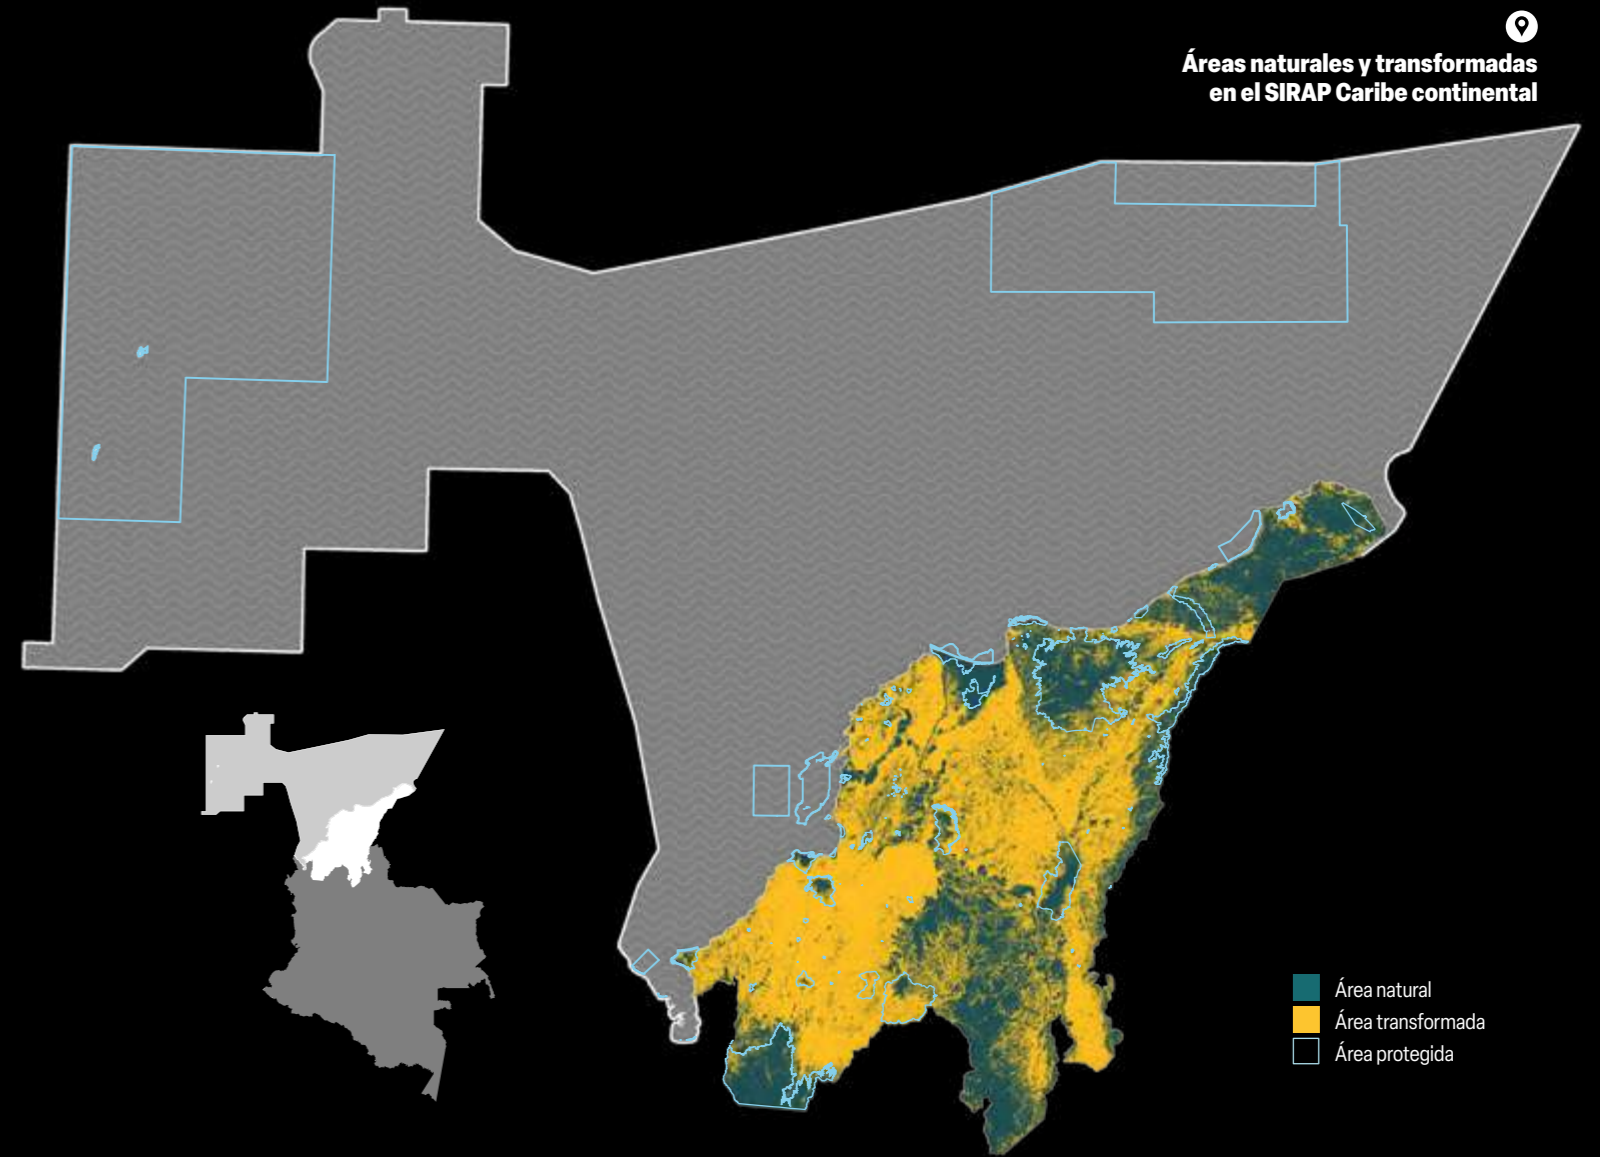 Áreas naturales y transformadas
en el SIRAP Caribe continental
Área natural
Área transformada
Área protegida